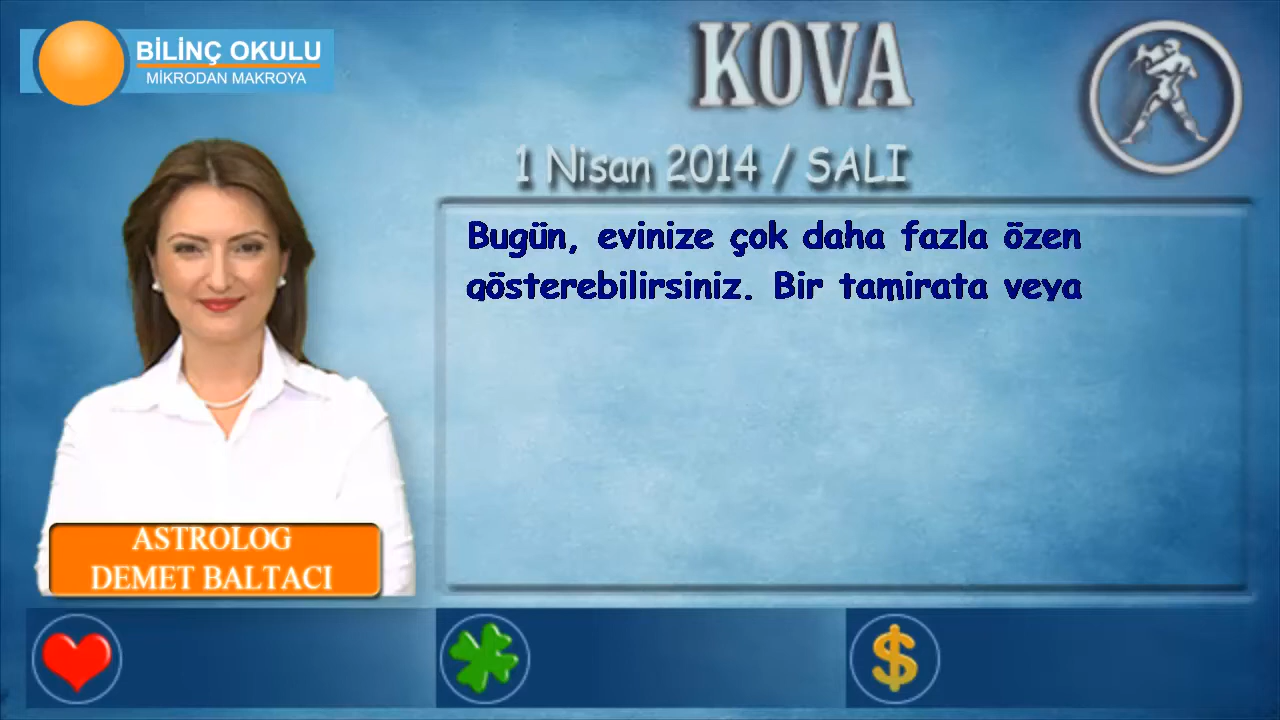 BİLİNÇ OKULU
MİKRODAN MAKROYA
KOVA
1 Nisan 2014 / SALI
Bugün, evinize çok daha fazla özen
gösterebilirsiniz. Bir tamirata veya
ASTROLOG
DEMET BALTACI